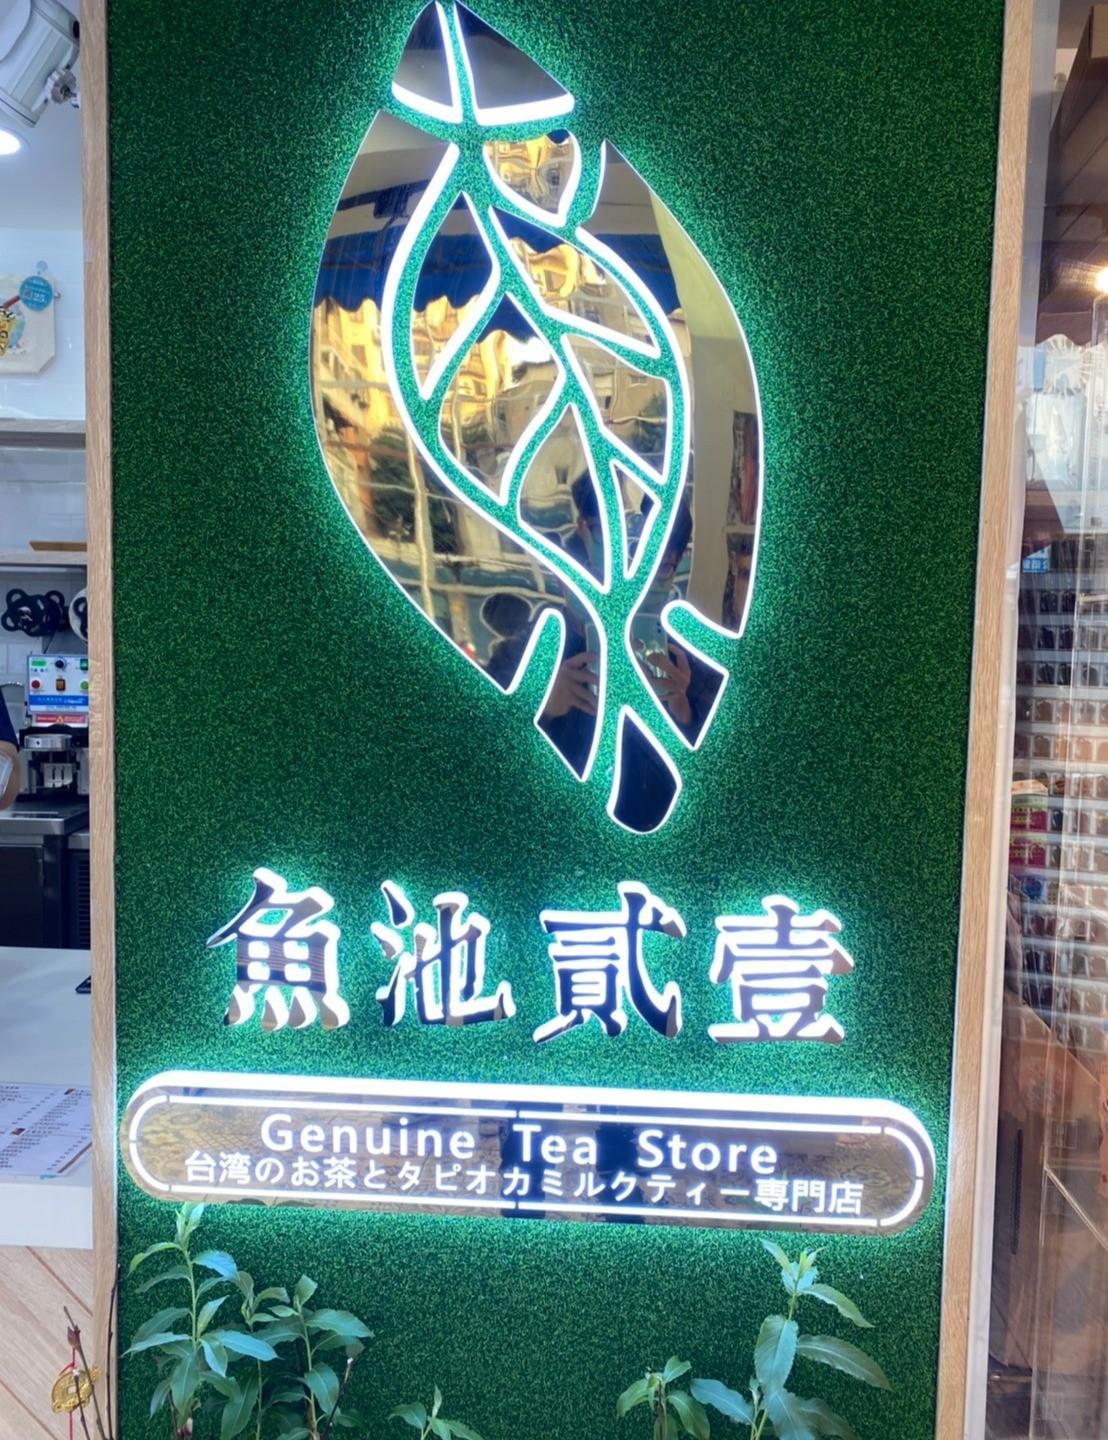 魚池貳壹
Genuine Tea Store
台湾のお茶とタピオカミルクティー専門店